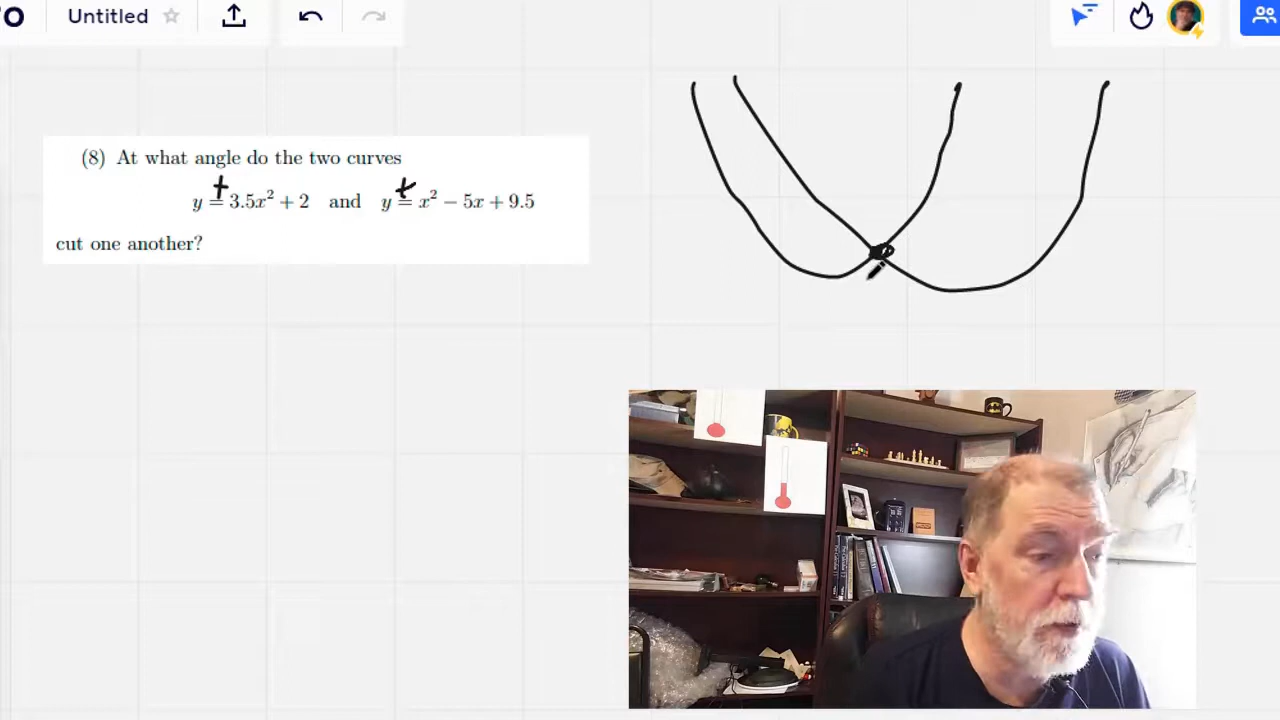 Untitled
(8) At what angle do the two curves
y = 3.5x² + 2 and y = x² − 5x + 9.5
cut one another?